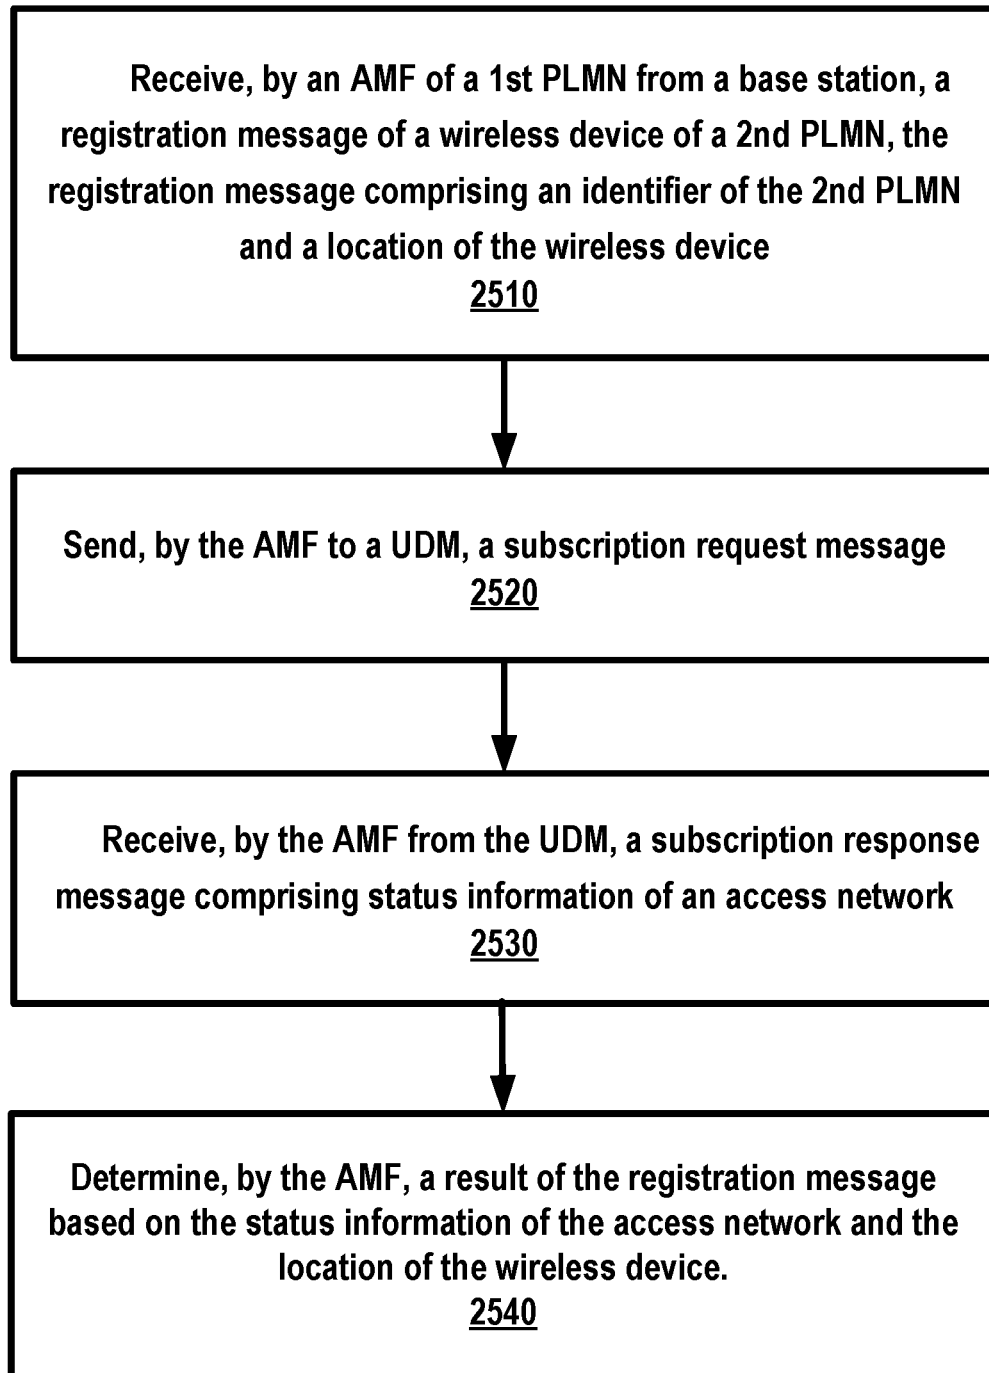 Receive, by an AMF of a 1st PLMN from a base station, a
registration message of a wireless device of a 2nd PLMN, the
registration message comprising an identifier of the 2nd PLMN
and a location of the wireless device
2510
Send, by the AMF to a UDM, a subscription request message
2520
Receive, by the AMF from the UDM, a subscription response
message comprising status information of an access network
2530
Determine, by the AMF, a result of the registration message
based on the status information of the access network and the
location of the wireless device.
2540